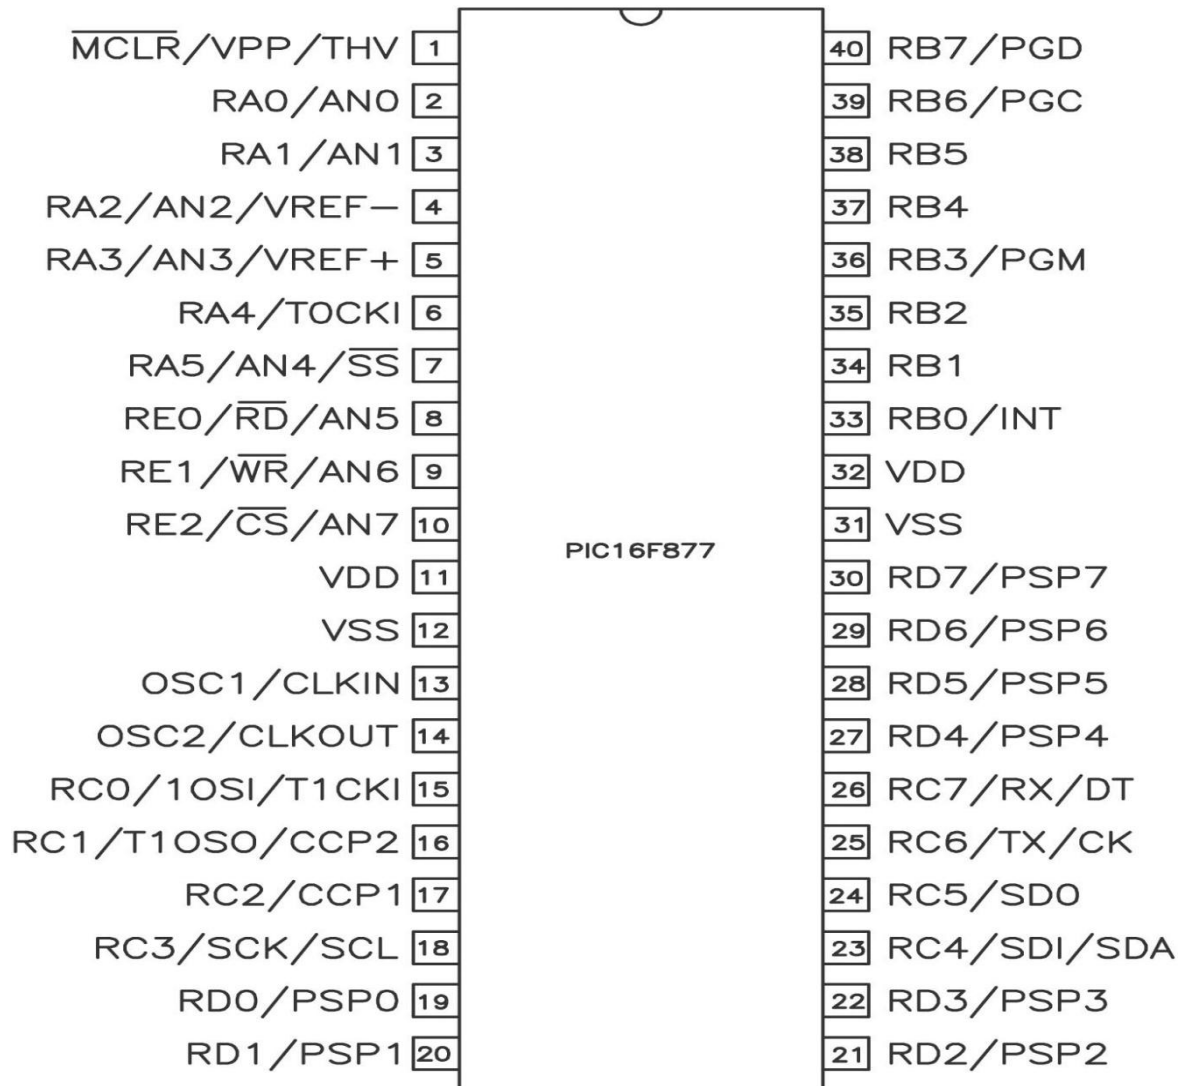 MCLR/VPP/THV 1
RA0/AN0 2
RA1/AN1 3
RA2/AN2/VREF− 4
RA3/AN3/VREF+ 5
RA4/T0CKI 6
RA5/AN4/SS 7
RE0/RD/AN5 8
RE1/WR/AN6 9
RE2/CS/AN7 10
VDD 11
VSS 12
OSC1/CLKIN 13
OSC2/CLKOUT 14
RC0/1OSI/T1CKI 15
RC1/T1OSO/CCP2 16
RC2/CCP1 17
RC3/SCK/SCL 18
RD0/PSP0 19
RD1/PSP1 20
PIC16F877
40 RB7/PGD
39 RB6/PGC
38 RB5
37 RB4
36 RB3/PGM
35 RB2
34 RB1
33 RB0/INT
32 VDD
31 VSS
30 RD7/PSP7
29 RD6/PSP6
28 RD5/PSP5
27 RD4/PSP4
26 RC7/RX/DT
25 RC6/TX/CK
24 RC5/SD0
23 RC4/SDI/SDA
22 RD3/PSP3
21 RD2/PSP2